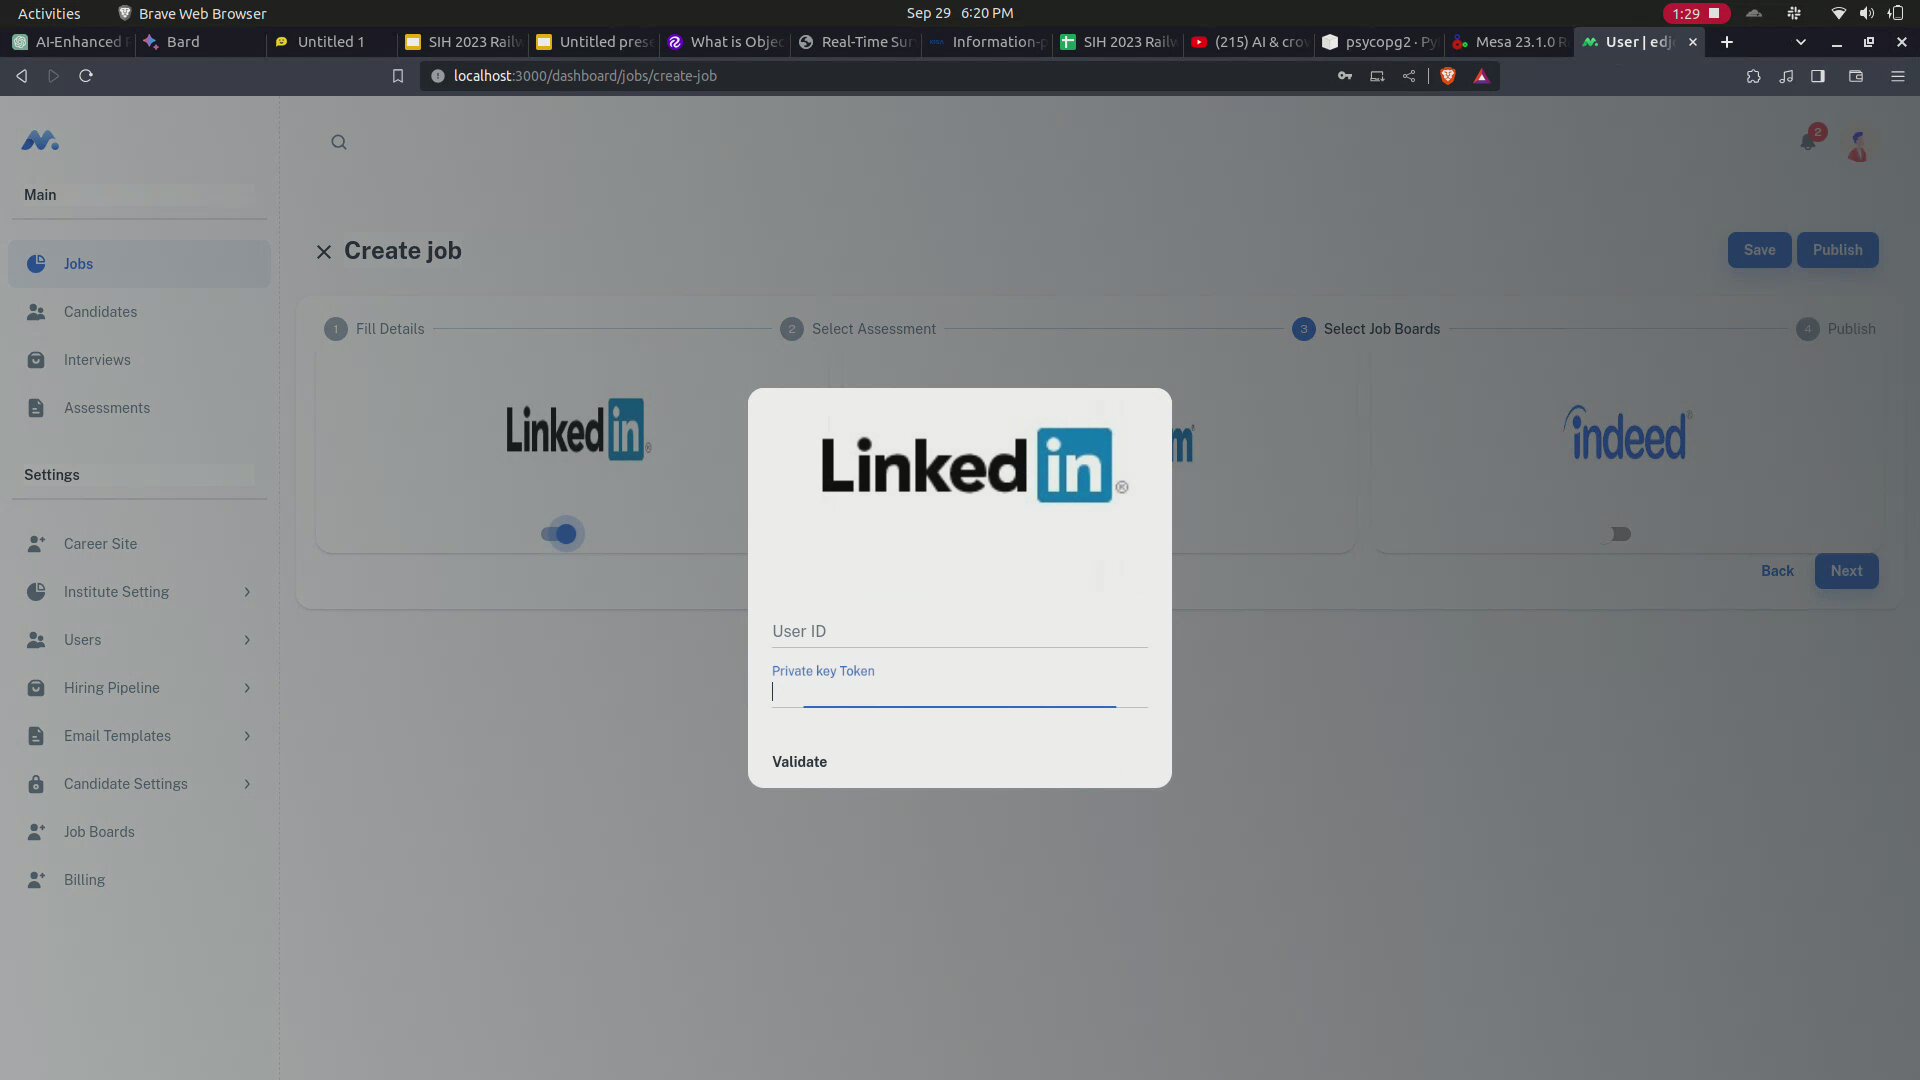 Activities
Brave Web Browser
Sep 29 6:20 PM
1:29
AI-Enhanced
Bard
Untitled 1
SIH 2023 Railw
Untitled prese
What is Objec
Real-Time Sur
Information-p
SIH 2023 Railw
(215) AI & crow
psycopg2 · Py
Mesa 23.1.0 R
User | edj
localhost:3000/dashboard/jobs/create-job
2
Main
Jobs
Candidates
Interviews
Assessments
Settings
Career Site
Institute Setting
Users
Hiring Pipeline
Email Templates
Candidate Settings
Job Boards
Billing
Create job
Save
Publish
1 Fill Details
2 Select Assessment
3 Select Job Boards
4 Publish
Linked in ®
m
indeed
Back
Next
Linked in ®
User ID
Private key Token
Validate